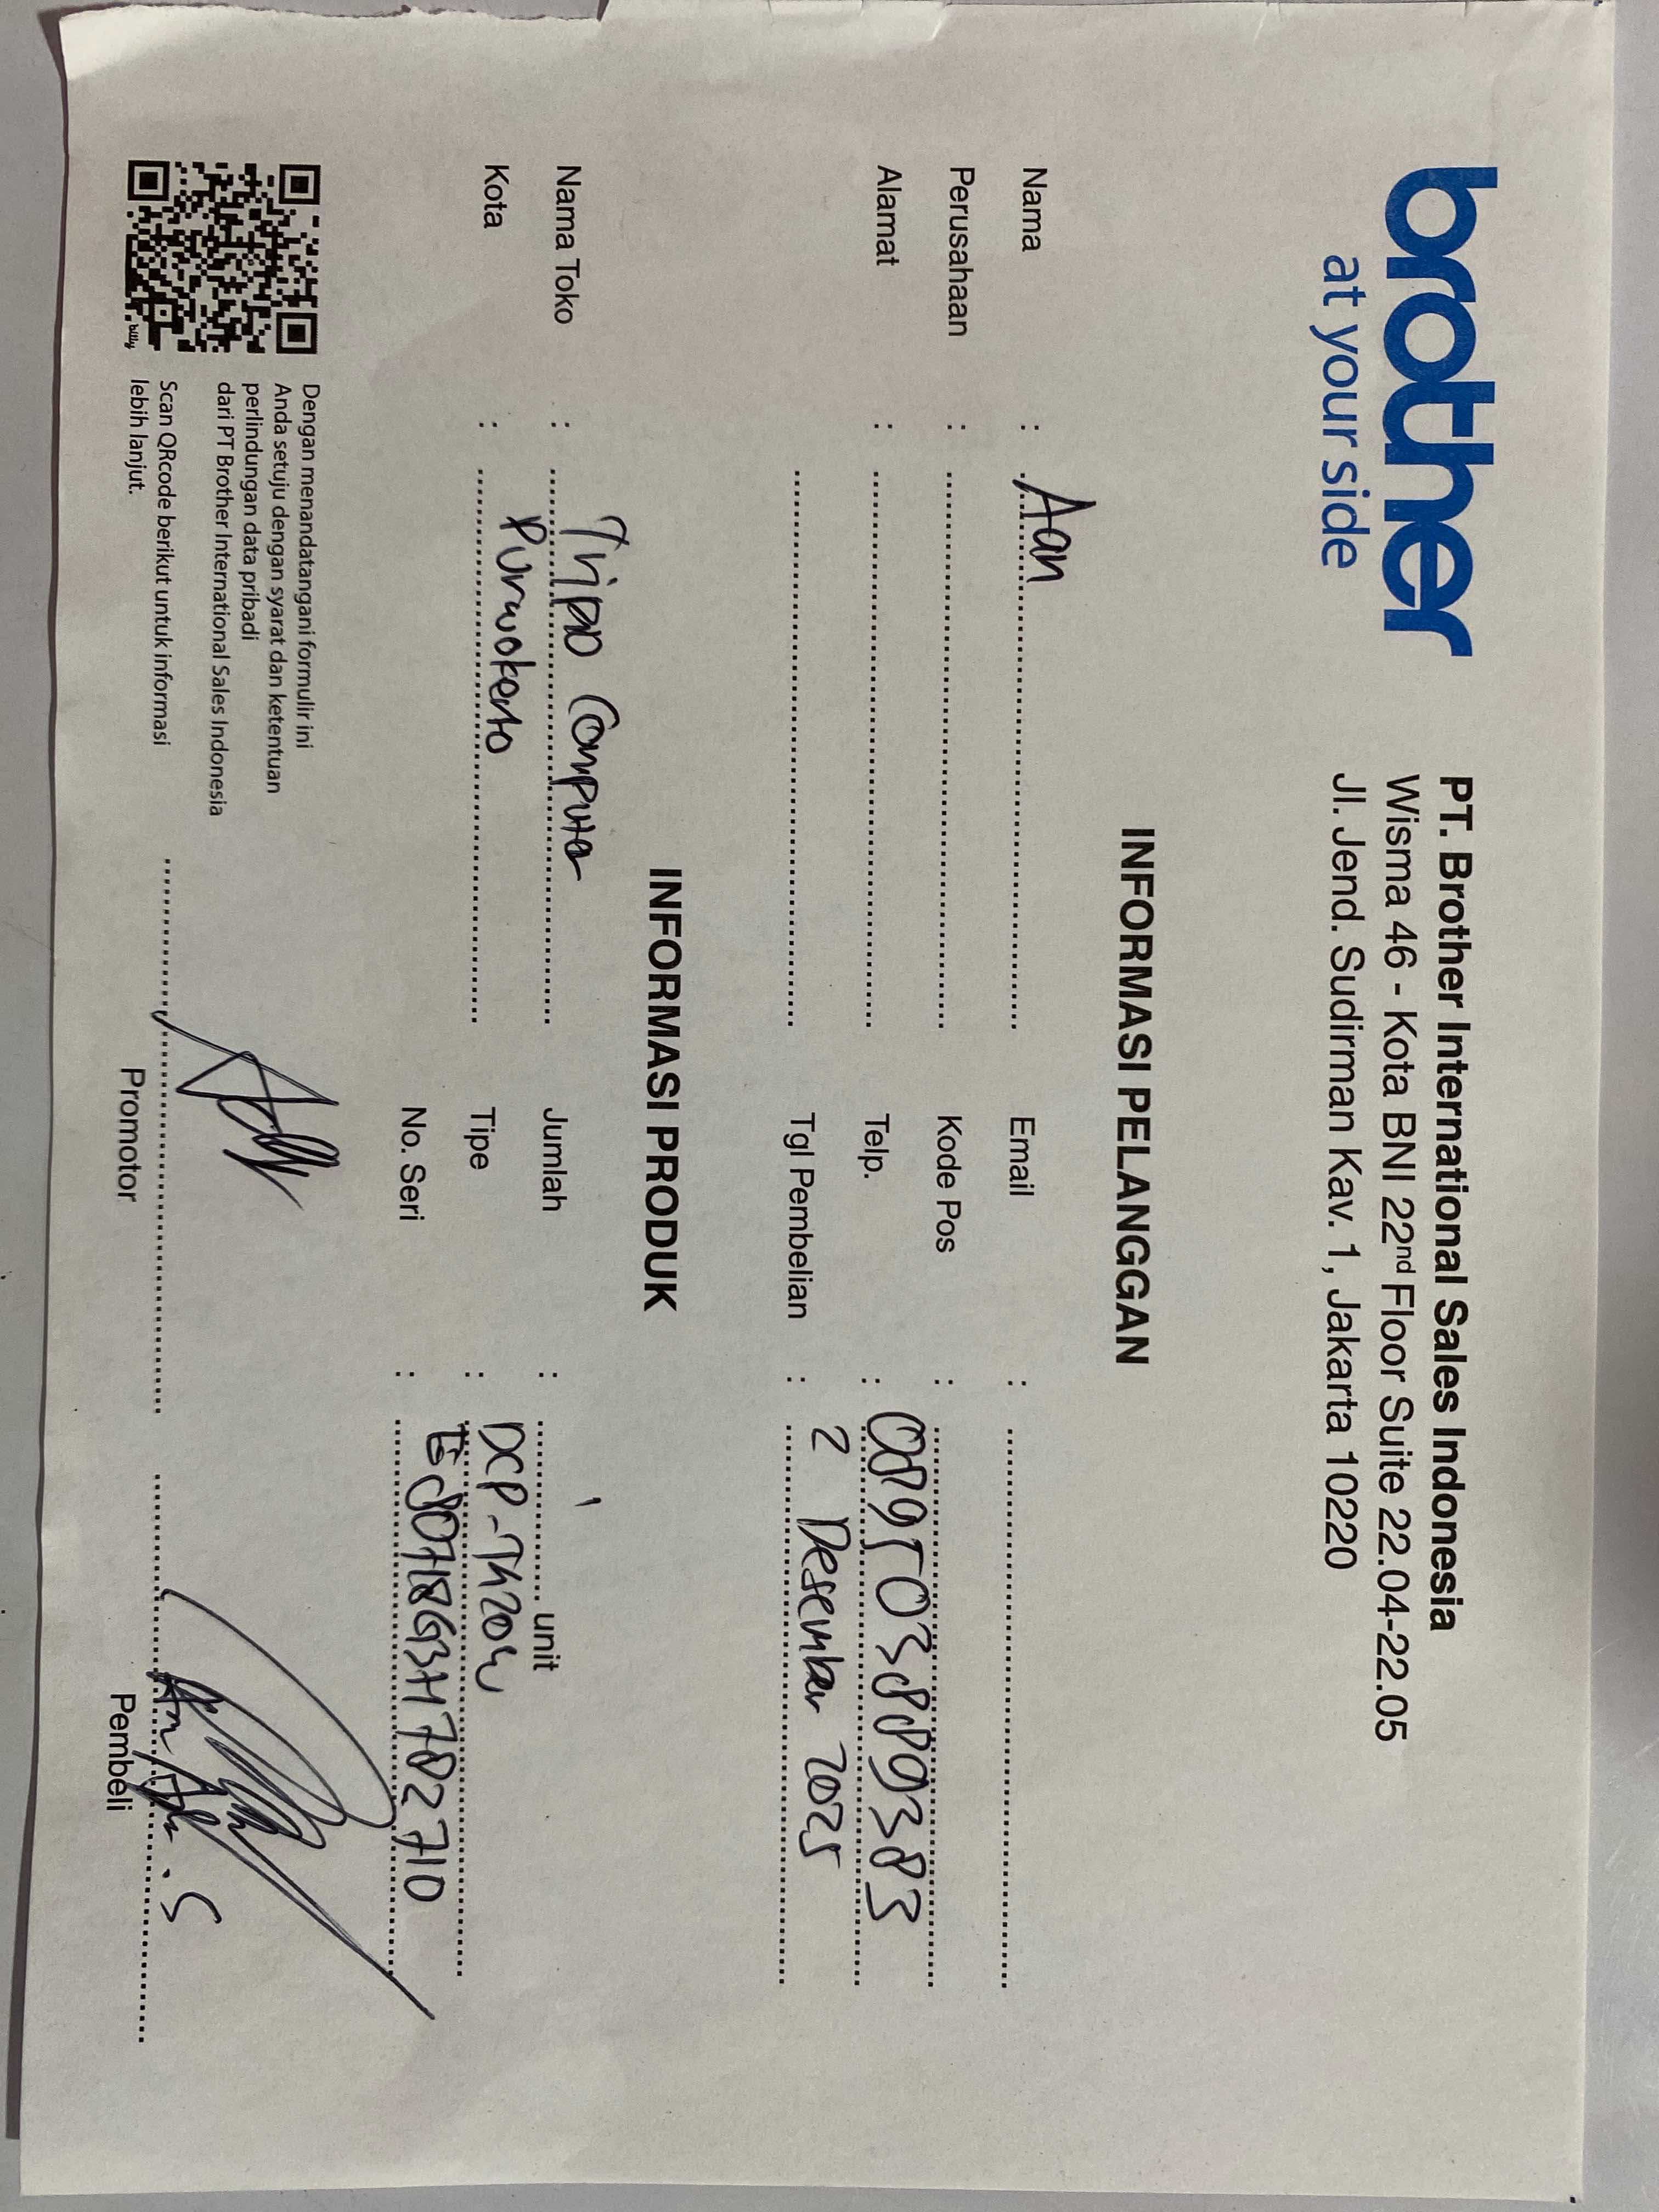 brother
at your side
PT. Brother International Sales Indonesia
Wisma 46 - Kota BNI 22nd Floor Suite 22.04-22.05
Jl. Jend. Sudirman Kav. 1, Jakarta 10220
INFORMASI PELANGGAN
Nama : Aan Email :
Perusahaan : Kode Pos :
Alamat : Telp. : 089503889383
Tgl Pembelian : 2 Desember 2025
INFORMASI PRODUK
Nama Toko : Tripao Computer Jumlah : 1 unit
Kota : Purwokerto Tipe : DCP-T420W
No. Seri :
Dengan menandatangani formulir ini
Anda setuju dengan syarat dan ketentuan
perlindungan data pribadi
dari PT Brother International Sales Indonesia
Scan QRcode berikut untuk informasi
lebih lanjut.
bitly
Promotor Pembeli